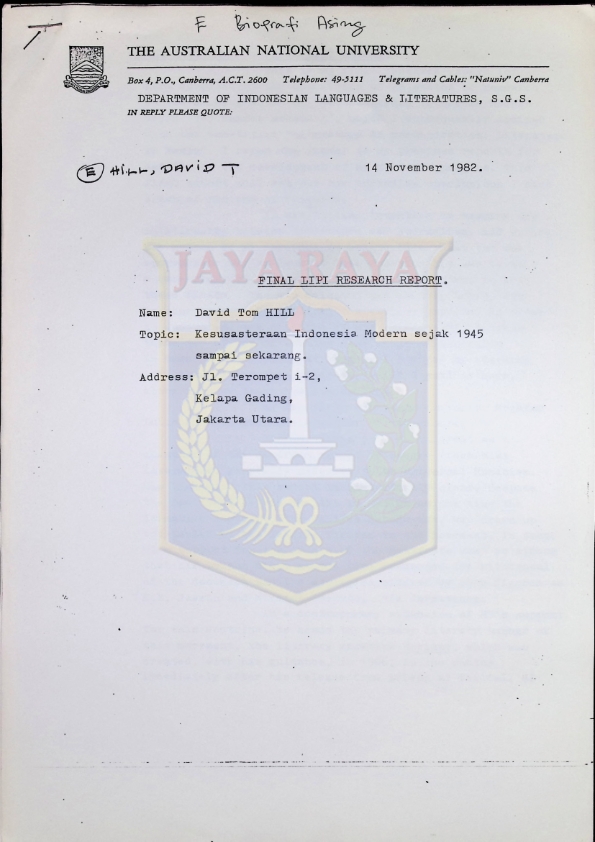 E Biografi Asing
THE AUSTRALIAN NATIONAL UNIVERSITY
Box 4, P.O., Canberra, A.C.T. 2600 Telephone: 49-5111 Telegrams and Cables: "Natuniv" Canberra
DEPARTMENT OF INDONESIAN LANGUAGES & LITERATURES, S.G.S.
IN REPLY PLEASE QUOTE:
E HILL, DAVID T
14 November 1982.
JAYA RAYA
FINAL LIPI RESEARCH REPORT.
Name: David Tom HILL
Topic: Kesusasteraan Indonesia Modern sejak 1945
sampai sekarang.
Address: Jl. Terompet i-2,
Kelapa Gading,
Jakarta Utara.